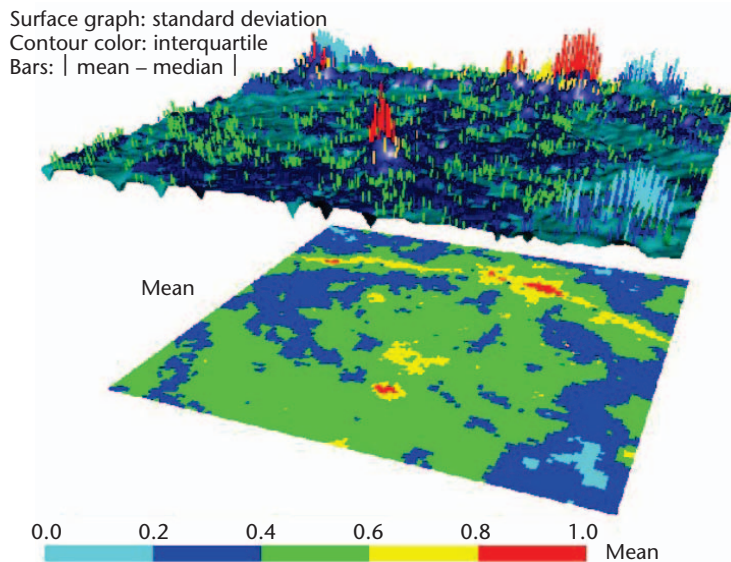 Surface graph: standard deviation
Contour color: interquartile
Bars: | mean – median |
Mean
0.0 0.2 0.4 0.6 0.8 1.0
Mean